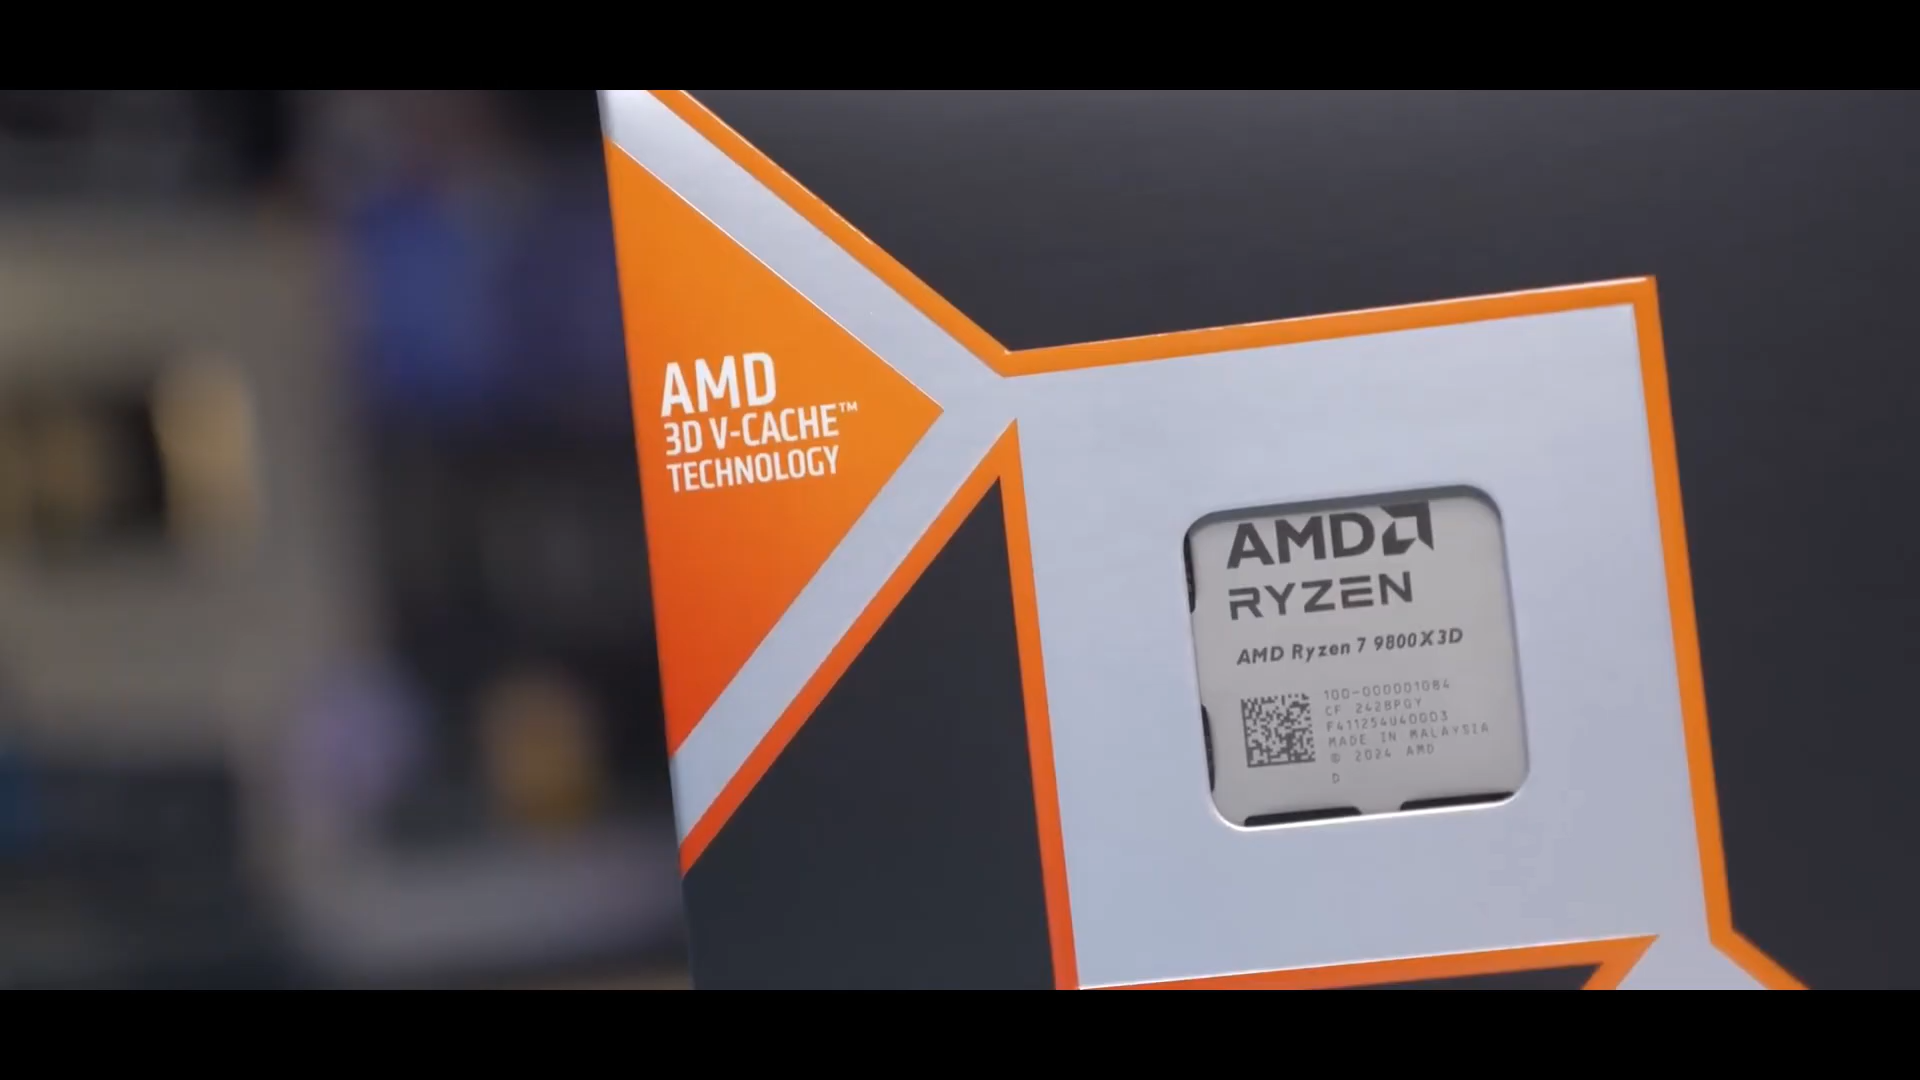 AMD
3D V-CACHE™
TECHNOLOGY
AMD
RYZEN
AMD Ryzen 7 9800X3D
100-000001084
CF 2428PGY
F411254U40003
MADE IN MALAYSIA
© 2024 AMD
D